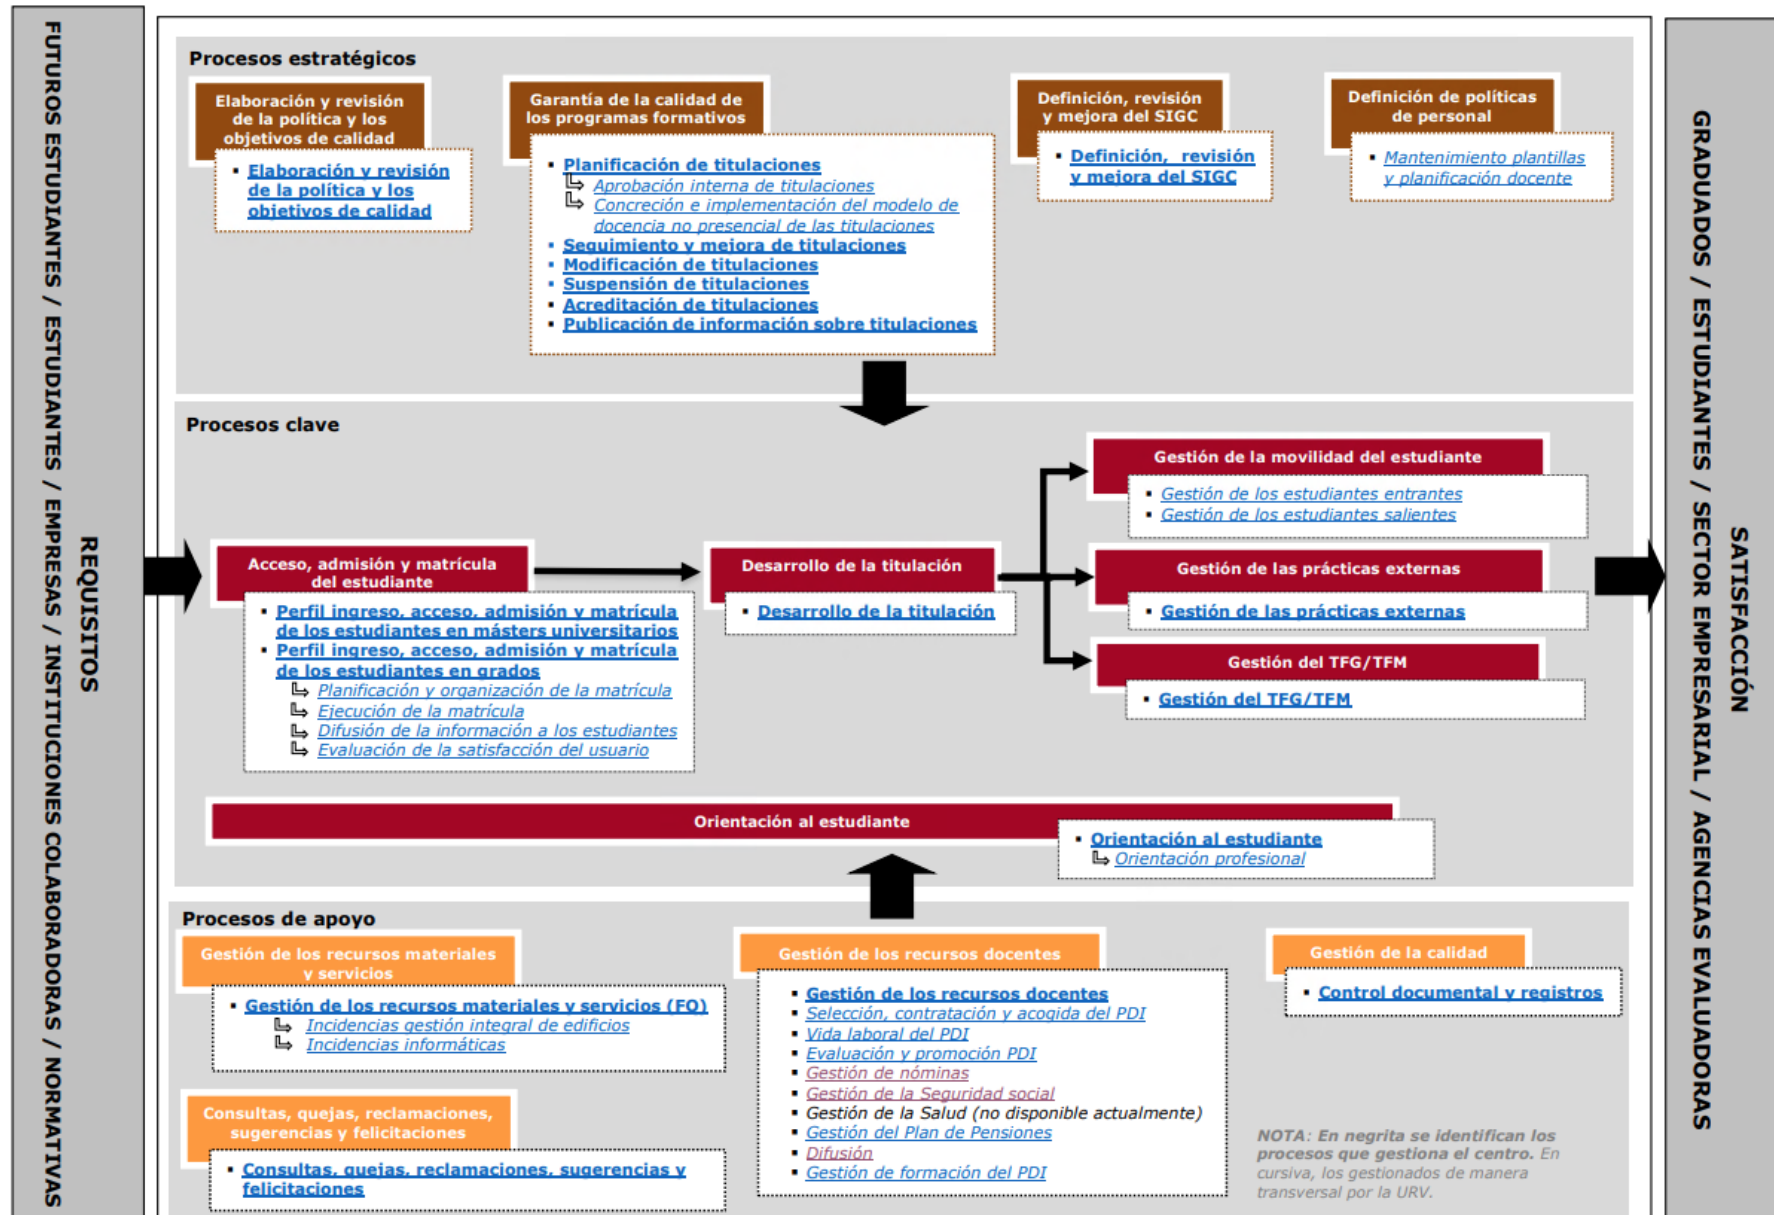 FUTUROS ESTUDIANTES / ESTUDIANTES / EMPRESAS / INSTITUCIONES COLABORADORAS / NORMATIVAS
REQUISITOS
Procesos estratégicos
Elaboración y revisión
de la política y los
objetivos de calidad
▪ Elaboración y revisión
de la política y los
objetivos de calidad
Garantía de la calidad de
los programas formativos
▪ Planificación de titulaciones
Aprobación interna de titulaciones
Concreción e implementación del modelo de
docencia no presencial de las titulaciones
▪ Seguimiento y mejora de titulaciones
▪ Modificación de titulaciones
▪ Suspensión de titulaciones
▪ Acreditación de titulaciones
▪ Publicación de información sobre titulaciones
Definición, revisión
y mejora del SIGC
▪ Definición, revisión
y mejora del SIGC
Definición de políticas
de personal
▪ Mantenimiento plantillas
y planificación docente
Procesos clave
Acceso, admisión y matrícula
del estudiante
▪ Perfil ingreso, acceso, admisión y matrícula
de los estudiantes en másters universitarios
▪ Perfil ingreso, acceso, admisión y matrícula
de los estudiantes en grados
Planificación y organización de la matrícula
Ejecución de la matrícula
Difusión de la información a los estudiantes
Evaluación de la satisfacción del usuario
Desarrollo de la titulación
▪ Desarrollo de la titulación
Gestión de la movilidad del estudiante
▪ Gestión de los estudiantes entrantes
▪ Gestión de los estudiantes salientes
Gestión de las prácticas externas
▪ Gestión de las prácticas externas
Gestión del TFG/TFM
▪ Gestión del TFG/TFM
Orientación al estudiante
▪ Orientación al estudiante
Orientación profesional
Procesos de apoyo
Gestión de los recursos materiales
y servicios
▪ Gestión de los recursos materiales y servicios (FQ)
Incidencias gestión integral de edificios
Incidencias informáticas
Consultas, quejas, reclamaciones,
sugerencias y felicitaciones
▪ Consultas, quejas, reclamaciones, sugerencias y
felicitaciones
Gestión de los recursos docentes
▪ Gestión de los recursos docentes
▪ Selección, contratación y acogida del PDI
▪ Vida laboral del PDI
▪ Evaluación y promoción PDI
▪ Gestión de nóminas
▪ Gestión de la Seguridad social
▪ Gestión de la Salud (no disponible actualmente)
▪ Gestión del Plan de Pensiones
▪ Difusión
▪ Gestión de formación del PDI
Gestión de la calidad
▪ Control documental y registros
NOTA: En negrita se identifican los
procesos que gestiona el centro. En
cursiva, los gestionados de manera
transversal por la URV.
GRADUADOS / ESTUDIANTES / SECTOR EMPRESARIAL / AGENCIAS EVALUADORAS
SATISFACCIÓN